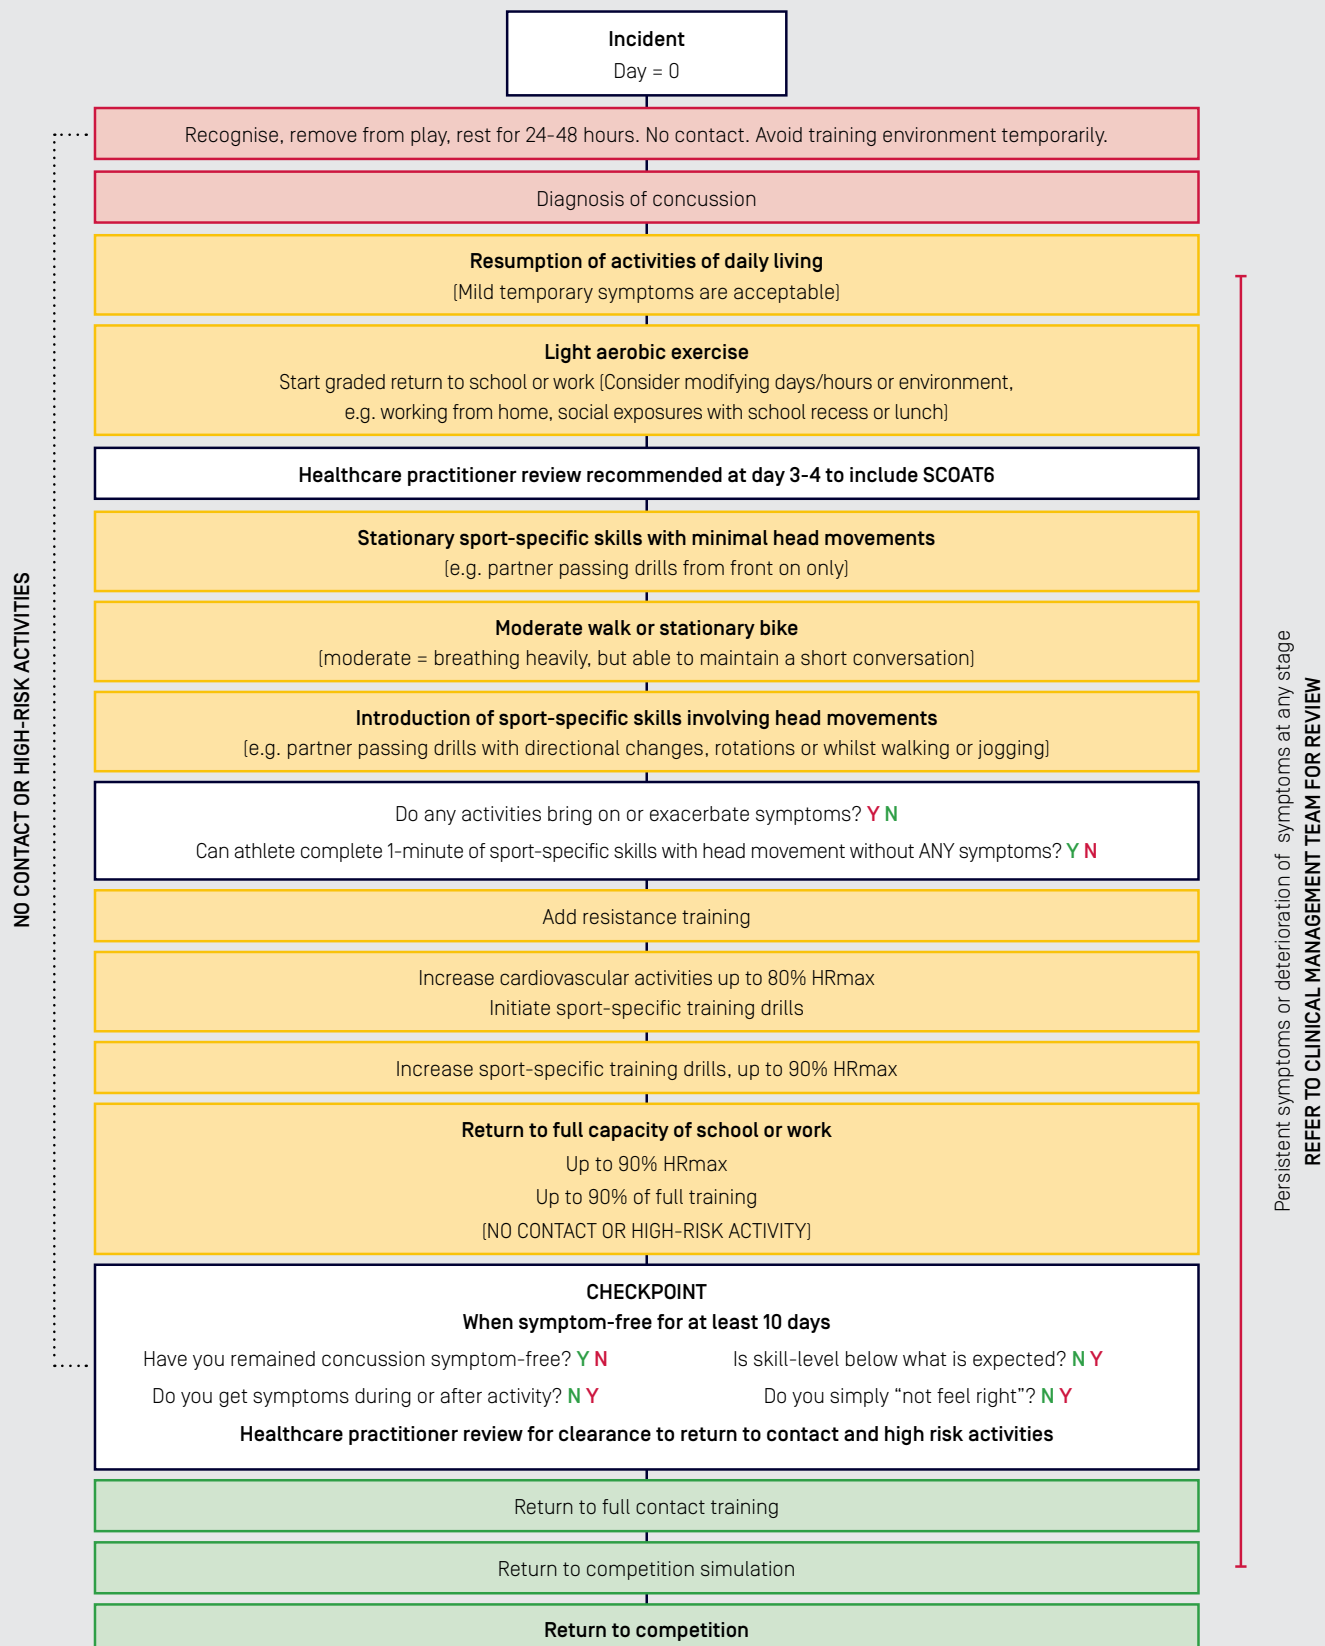 Incident
Day = 0
Recognise, remove from play, rest for 24-48 hours. No contact. Avoid training environment temporarily.
Diagnosis of concussion
Resumption of activities of daily living
(Mild temporary symptoms are acceptable)
Light aerobic exercise
Start graded return to school or work (Consider modifying days/hours or environment,
e.g. working from home, social exposures with school recess or lunch)
Healthcare practitioner review recommended at day 3-4 to include SCOAT6
Stationary sport-specific skills with minimal head movements
(e.g. partner passing drills from front on only)
Moderate walk or stationary bike
(moderate = breathing heavily, but able to maintain a short conversation)
Introduction of sport-specific skills involving head movements
(e.g. partner passing drills with directional changes, rotations or whilst walking or jogging)
Do any activities bring on or exacerbate symptoms? Y N
Can athlete complete 1-minute of sport-specific skills with head movement without ANY symptoms? Y N
Add resistance training
Increase cardiovascular activities up to 80% HRmax
Initiate sport-specific training drills
Increase sport-specific training drills, up to 90% HRmax
Return to full capacity of school or work
Up to 90% HRmax
Up to 90% of full training
(NO CONTACT OR HIGH-RISK ACTIVITY)
CHECKPOINT
When symptom-free for at least 10 days
Have you remained concussion symptom-free? Y N
Is skill-level below what is expected? N Y
Do you get symptoms during or after activity? N Y
Do you simply “not feel right”? N Y
Healthcare practitioner review for clearance to return to contact and high risk activities
Return to full contact training
Return to competition simulation
Return to competition
NO CONTACT OR HIGH-RISK ACTIVITIES
Persistent symptoms or deterioration of symptoms at any stage
REFER TO CLINICAL MANAGEMENT TEAM FOR REVIEW